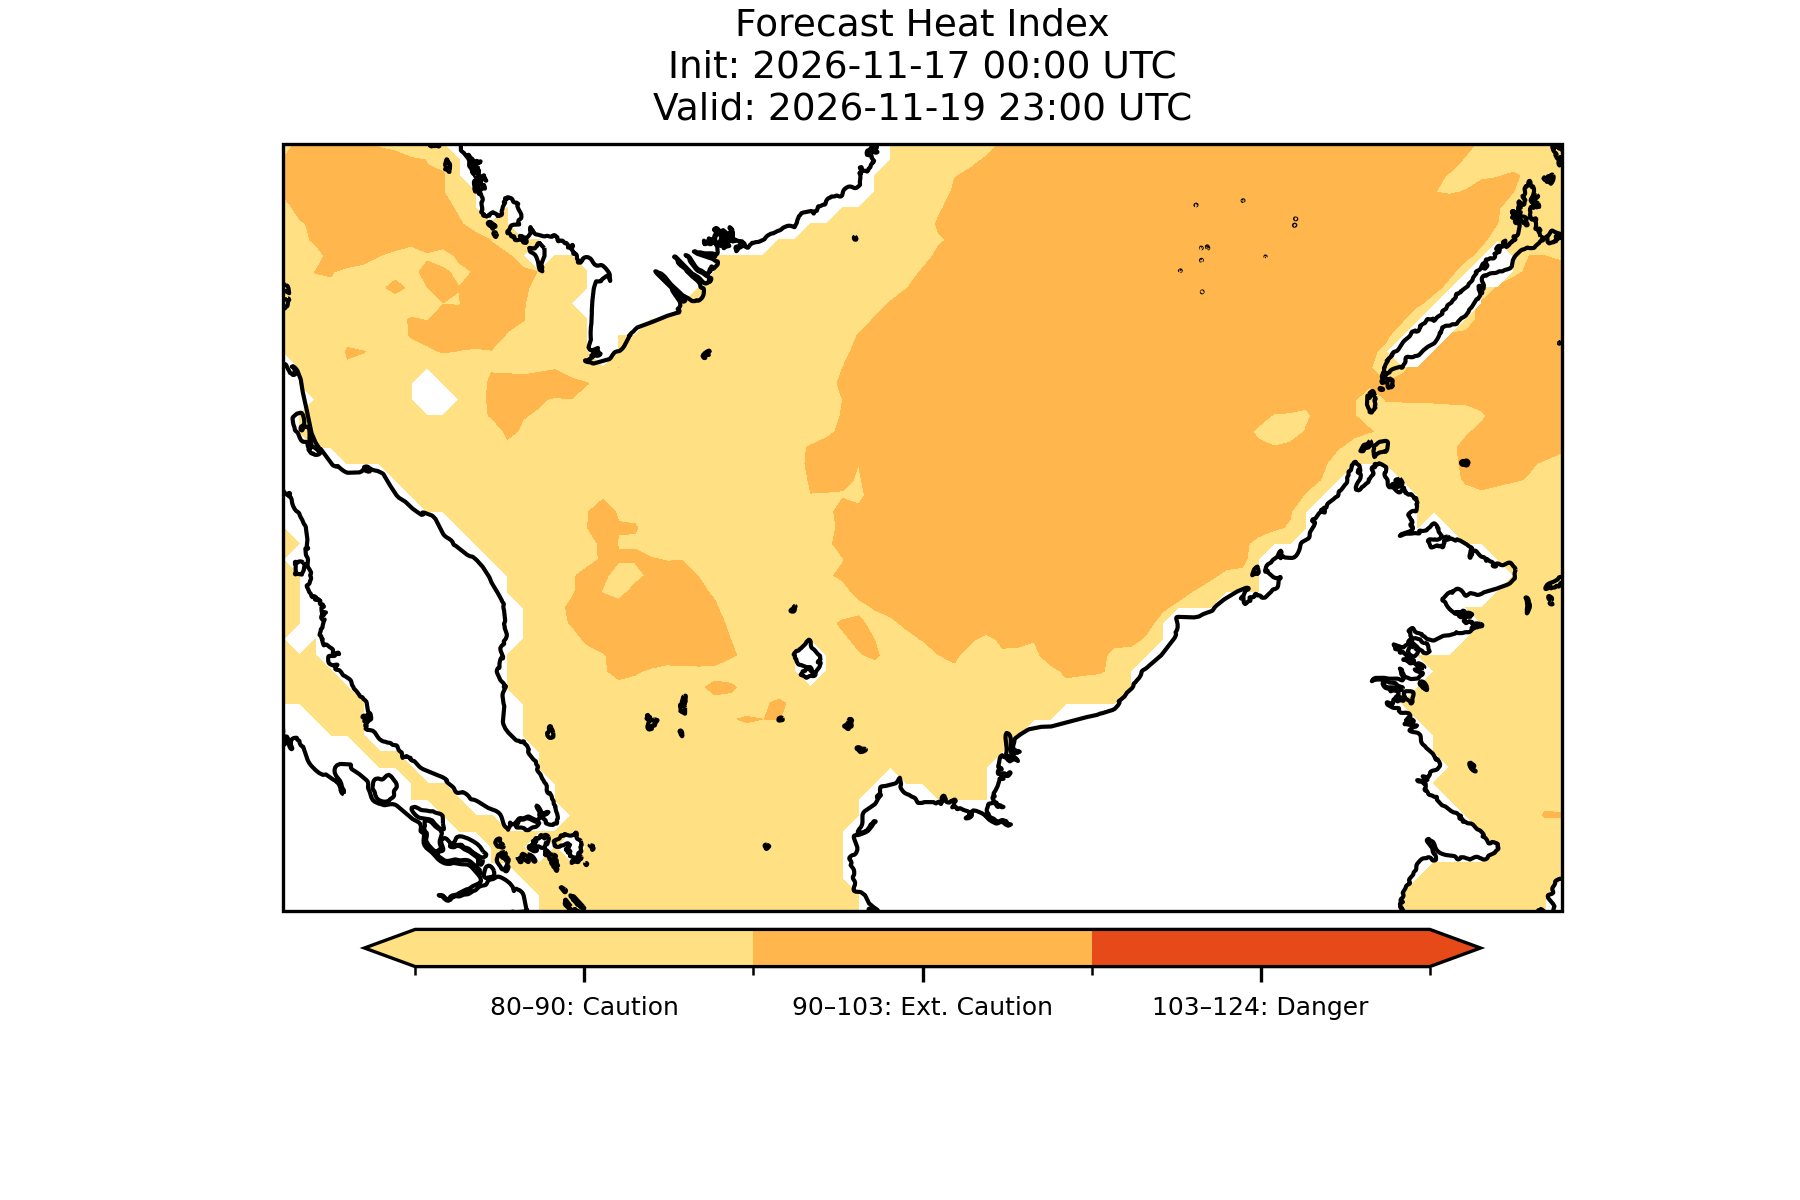 Forecast Heat Index
Init: 2026-11-17 00:00 UTC
Valid: 2026-11-19 23:00 UTC
80–90: Caution
90–103: Ext. Caution
103–124: Danger